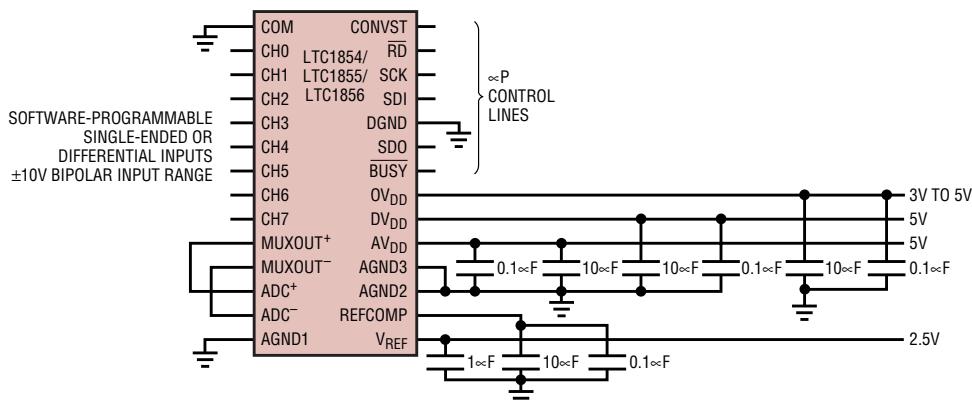 COM
CH0
CH1
CH2
CH3
CH4
CH5
CH6
CH7
MUXOUT+
MUXOUT−
ADC+
ADC−
AGND1
LTC1854/
LTC1855/
LTC1856
CONVST
RD
SCK
SDI
DGND
SDO
BUSY
OVDD
DVDD
AVDD
AGND3
AGND2
REFCOMP
VREF
SOFTWARE-PROGRAMMABLE
SINGLE-ENDED OR
DIFFERENTIAL INPUTS
±10V BIPOLAR INPUT RANGE
∝P
CONTROL
LINES
3V TO 5V
5V
5V
0.1∝F
10∝F
10∝F
0.1∝F
10∝F
0.1∝F
2.5V
1∝F
10∝F
0.1∝F